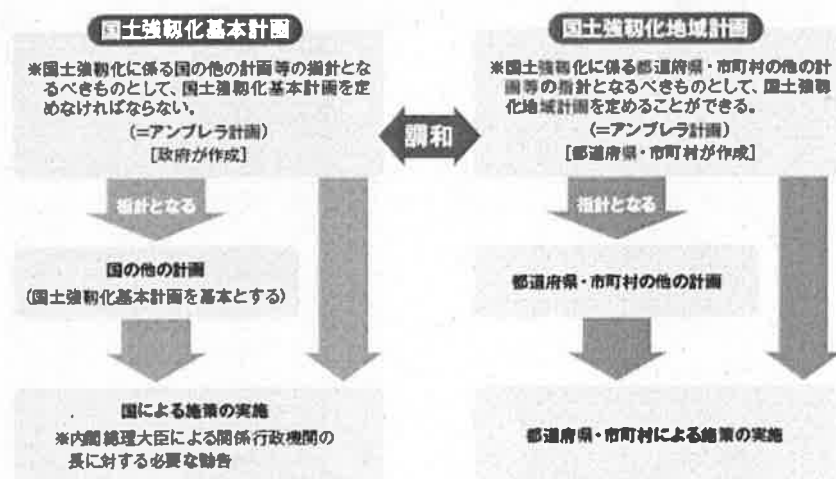 国土強靱化基本計画
※国土強靱化に係る国の他の計画等の指針とな
るべきものとして、国土強靱化基本計画を定
めなければならない。
(=アンブレラ計画)
[政府が作成]
指針となる
国の他の計画
(国土強靱化基本計画を基本とする)
国による施策の実施
※内閣総理大臣による関係行政機関の
長に対する必要な勧告
調和
国土強靱化地域計画
※国土強靱化に係る都道府県・市町村の他の計
画等の指針となるべきものとして、国土強靱
化地域計画を定めることができる。
(=アンブレラ計画)
[都道府県・市町村が作成]
指針となる
都道府県・市町村の他の計画
都道府県・市町村による施策の実施